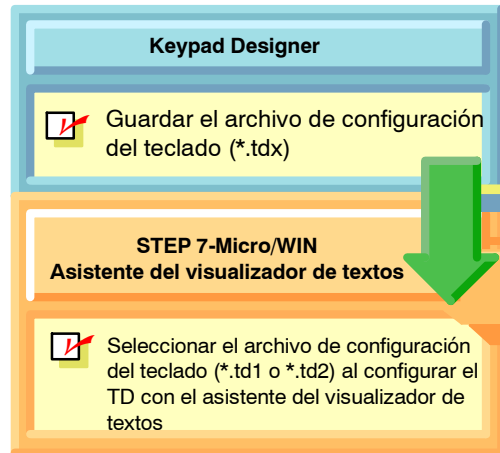 Keypad Designer
Guardar el archivo de configuración
del teclado (*.tdx)
STEP 7-Micro/WIN
Asistente del visualizador de textos
Seleccionar el archivo de configuración
del teclado (*.td1 o *.td2) al configurar el
TD con el asistente del visualizador de
textos